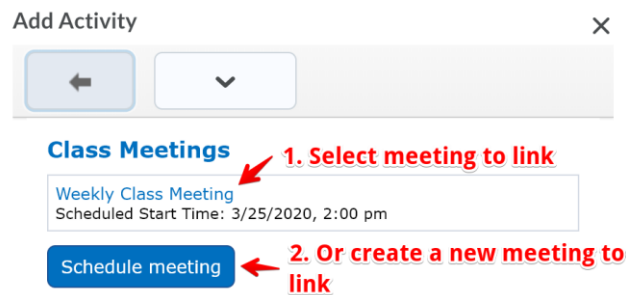 Add Activity
Class Meetings
1. Select meeting to link
Weekly Class Meeting
Scheduled Start Time: 3/25/2020, 2:00 pm
Schedule meeting
2. Or create a new meeting to
link